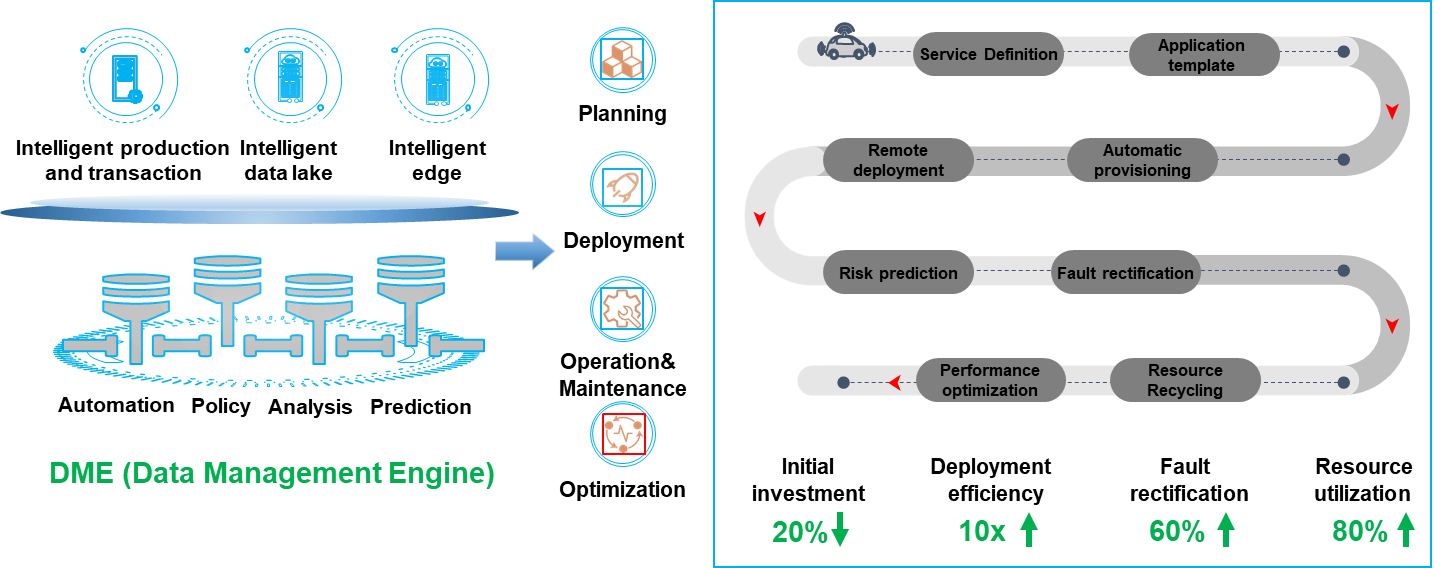 Intelligent production
and transaction
Intelligent
data lake
Intelligent
edge
Automation
Policy
Analysis
Prediction
DME (Data Management Engine)
Planning
Deployment
Operation&
Maintenance
Optimization
Service Definition
Application
template
Remote
deployment
Automatic
provisioning
Risk prediction
Fault rectification
Performance
optimization
Resource
Recycling
Initial
investment
20%
Deployment
efficiency
10x
Fault
rectification
60%
Resource
utilization
80%